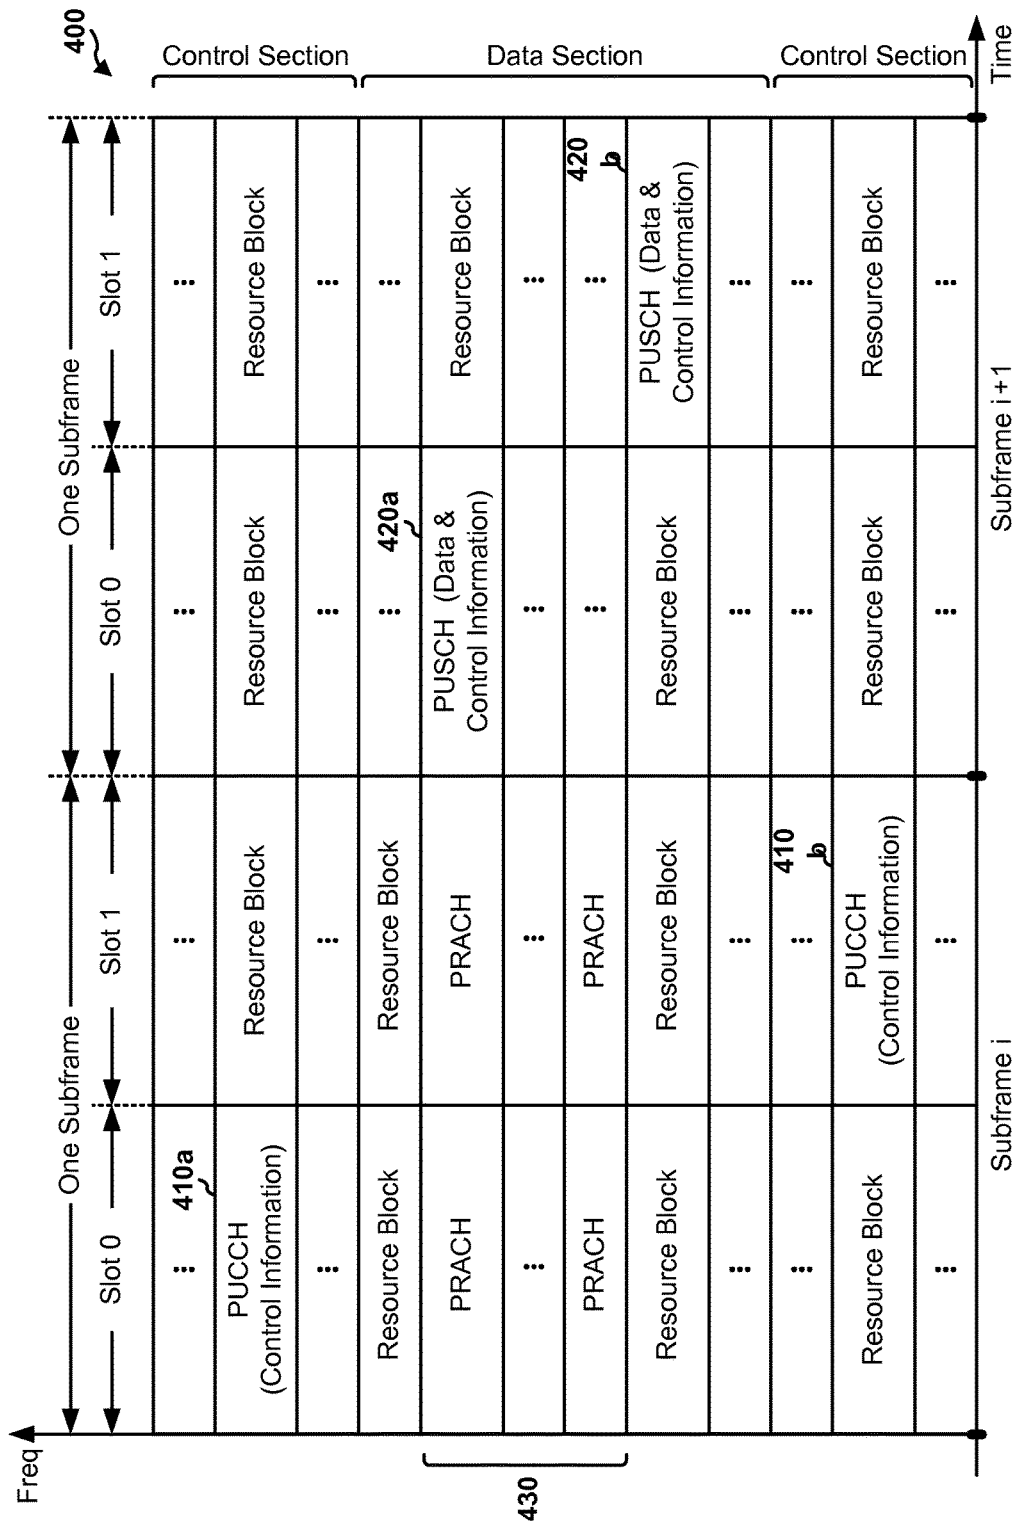 400
Freq
One Subframe
One Subframe
Slot 0
Slot 1
Slot 0
Slot 1
Control Section
Data Section
Control Section
410a
...
...
...
...
PUCCH
(Control Information)
Resource Block
Resource Block
Resource Block
...
...
...
...
420a
Resource Block
Resource Block
...
...
430
PRACH
PRACH
PUSCH (Data &
Control Information)
Resource Block
...
...
...
...
420
b
PRACH
PRACH
...
...
Resource Block
Resource Block
Resource Block
PUSCH (Data &
Control Information)
...
...
...
...
410
b
...
...
...
...
Resource Block
PUCCH
(Control Information)
Resource Block
Resource Block
...
...
...
...
Subframe i
Subframe i + 1
Time